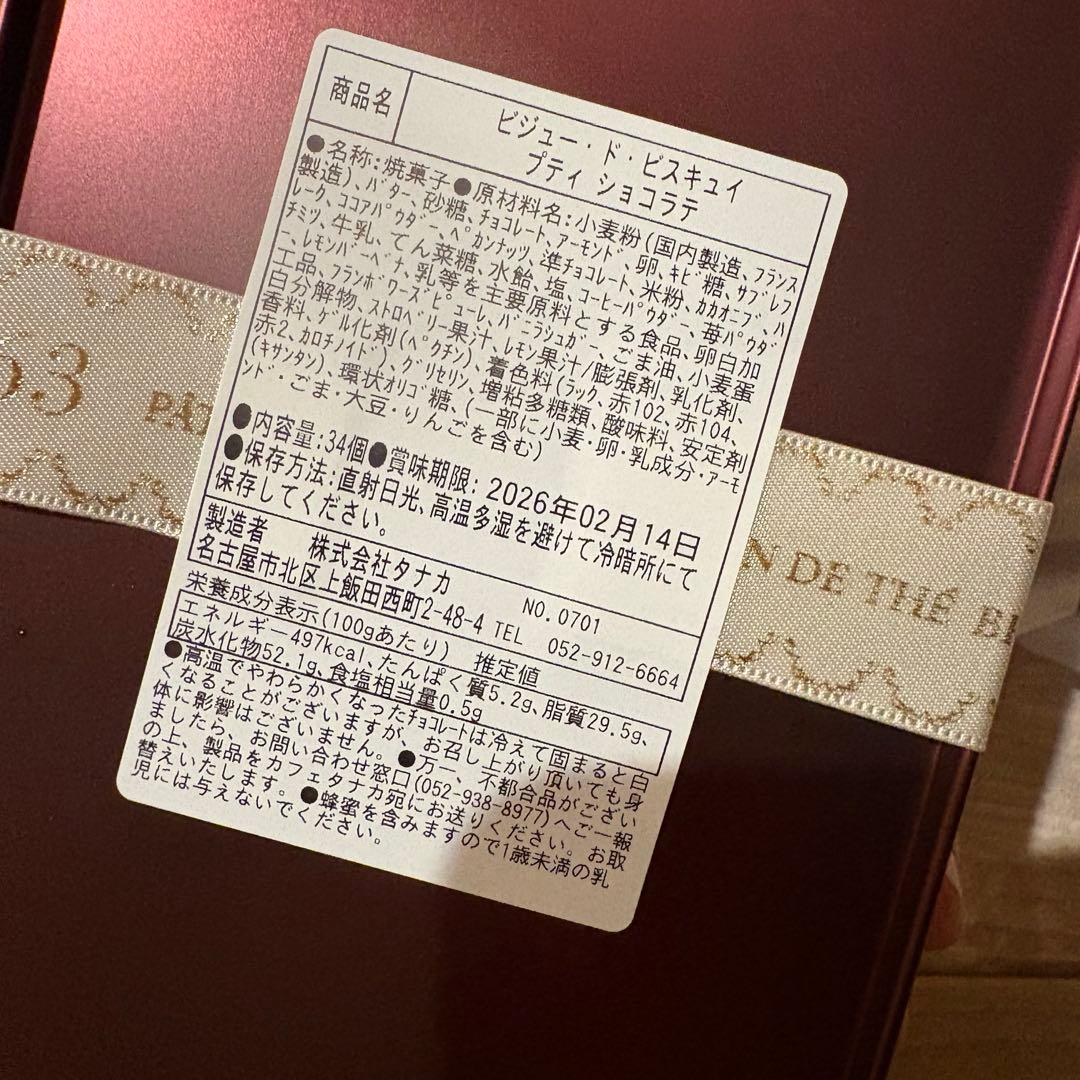 商品名
ビジュー・ド・ビスキュイ
プティ ショコラテ
●名称:焼菓子●原材料名:小麦粉(国内製造、フランス
製造)、バター、砂糖、チョコレート、アーモンド、卵、キビ糖、サブレフ
レーク、ココアパウダー、ペカンナッツ、準チョコレート、米粉、カカオニブ、ハ
チミツ、牛乳、てん菜糖、水飴、塩、コーヒーパウダー、苺パウダ
ー、レモンバーベナ、乳等を主要原料とする食品、卵白加
工品、フランボワーズピューレ、バニラシュガー、ごま油、小麦蛋
白分解物、ストロベリー果汁、レモン果汁/膨張剤、乳化剤、
香料、ゲル化剤(ペクチン)、着色料(ラック、赤102、赤104、
赤2、カロチノイド)、グリセリン、増粘多糖類、酸味料、安定剤
(キサンタン)、環状オリゴ糖、(一部に小麦・卵・乳成分・アーモ
ンド・ごま・大豆・りんごを含む)
●内容量:34個●賞味期限: 2026年02月14日
●保存方法:直射日光、高温多湿を避けて冷暗所にて
保存してください。
製造者 株式会社タナカ NO.0701
名古屋市北区上飯田西町2-48-4 TEL 052-912-6664
栄養成分表示(100gあたり) 推定値
エネルギー497kcal、たんぱく質5.2g、脂質29.5g、
炭水化物52.1g、食塩相当量0.5g
●高温でやわらかくなったチョコレートは冷えて固まると白
くなることがございますが、お召し上がり頂いても身
体に影響はございません。●万一、不都合品がござい
ましたら、お問い合わせ窓口(052-938-8977)へご一報
の上、製品をカフェタナカ宛にお送りください。お取
替えいたします。●蜂蜜を含みますので1歳未満の乳
児には与えないでください。
63 PÂT
N DE THÉ